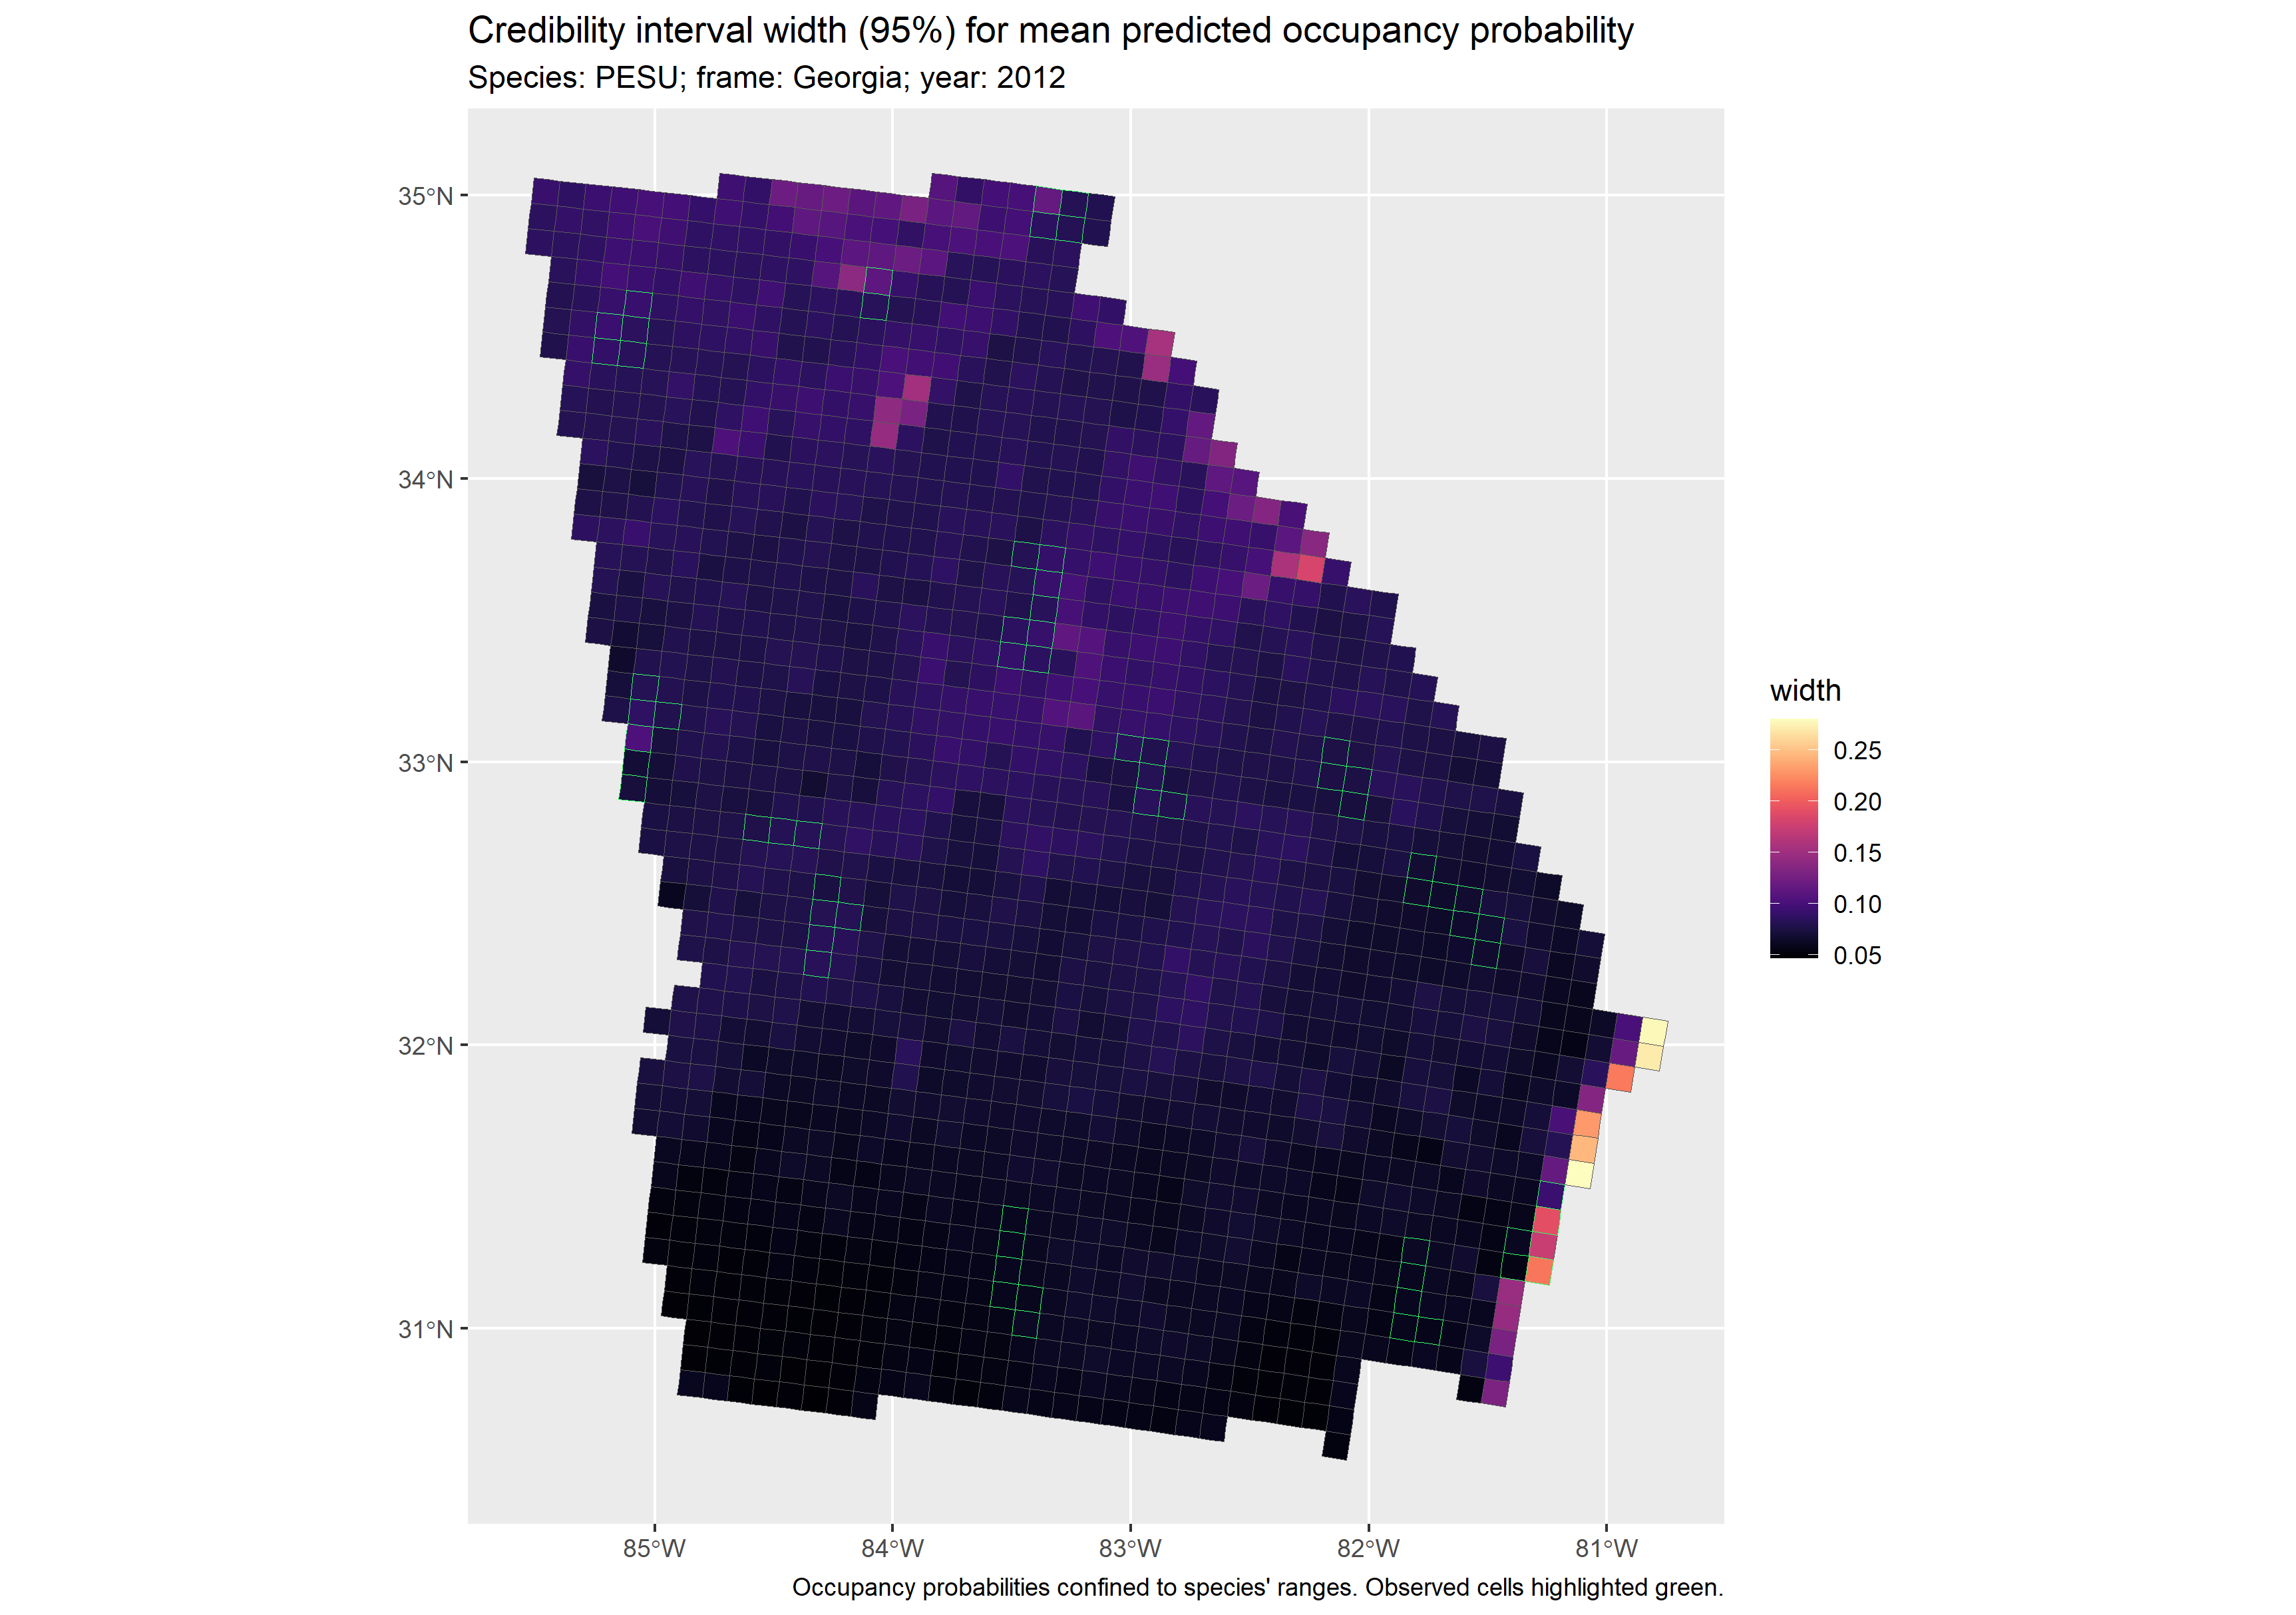 Credibility interval width (95%) for mean predicted occupancy probability
Species: PESU; frame: Georgia; year: 2012
35°N
34°N
33°N
32°N
31°N
85°W
84°W
83°W
82°W
81°W
width
0.25
0.20
0.15
0.10
0.05
Occupancy probabilities confined to species' ranges. Observed cells highlighted green.